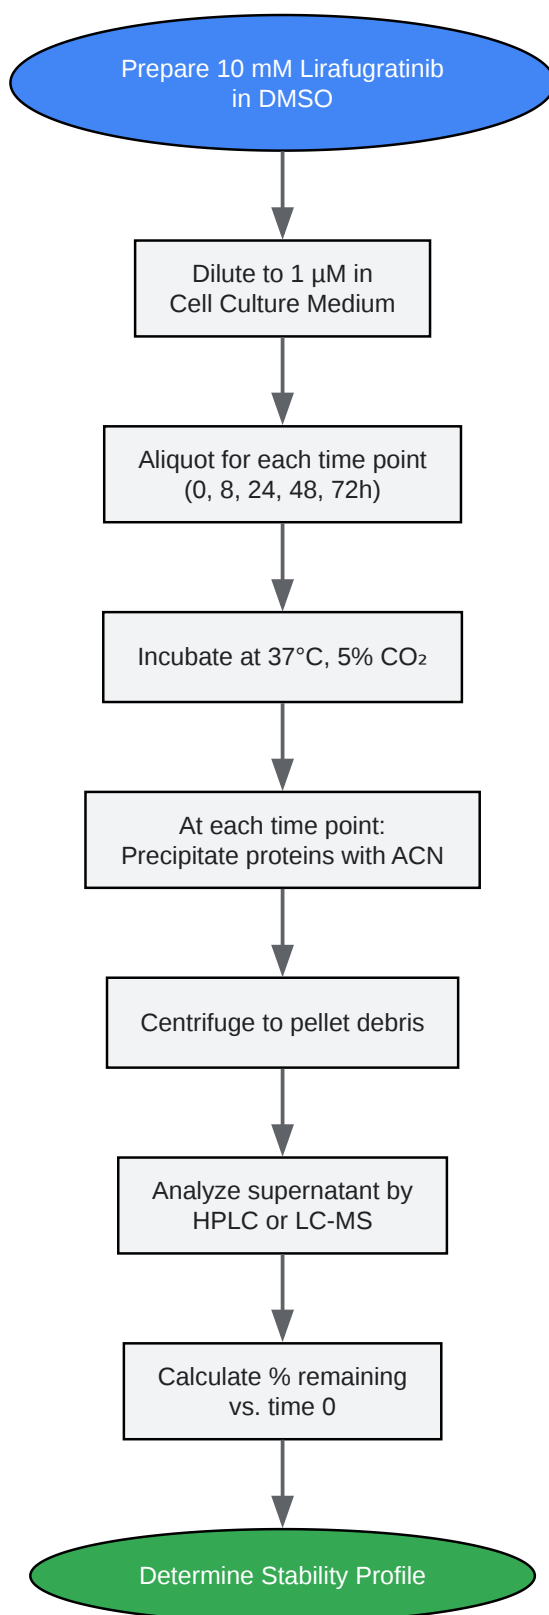 Prepare 10 mM Lirafugratinib
in DMSO
Dilute to 1 µM in
Cell Culture Medium
Aliquot for each time point
(0, 8, 24, 48, 72h)
Incubate at 37°C, 5% CO₂
At each time point:
Precipitate proteins with ACN
Centrifuge to pellet debris
Analyze supernatant by
HPLC or LC-MS
Calculate % remaining
vs. time 0
Determine Stability Profile